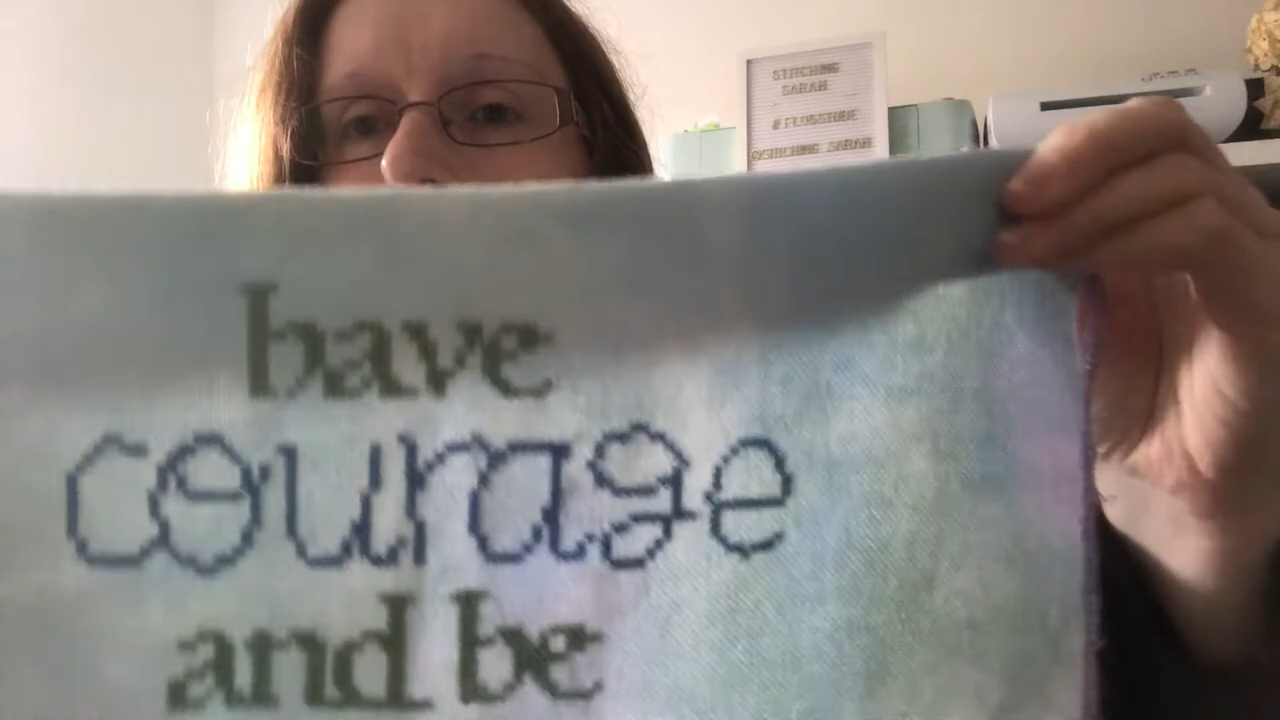 STITCHING
SARAH
#FLOSSTUBE
@STITCHING_SARAH
have
courage
and be